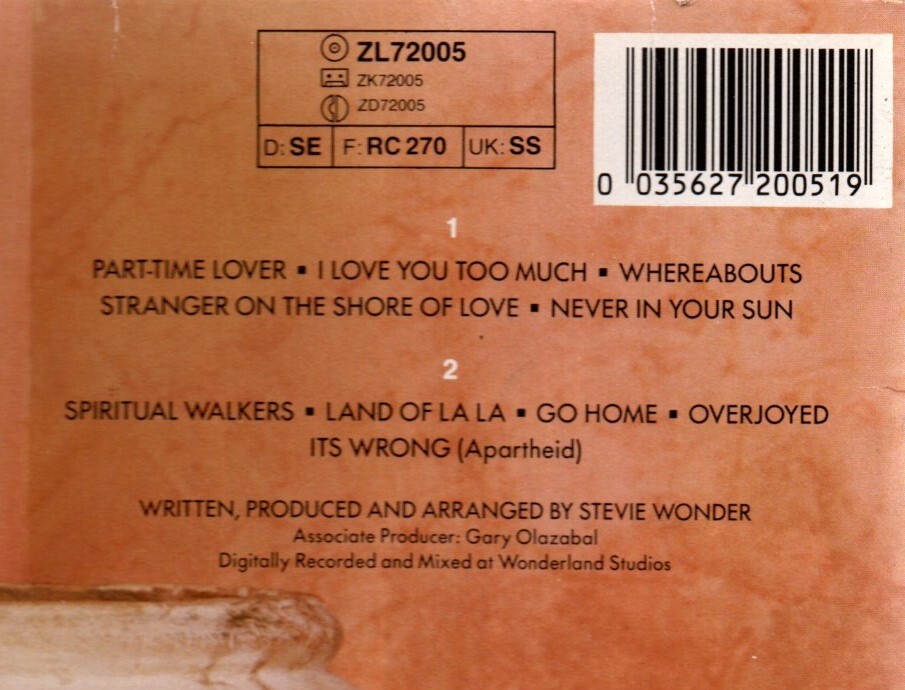 ZL72005
ZK72005
ZD72005
D: SE F: RC 270 UK: SS
0 035627 200519
1
PART-TIME LOVER ▪ I LOVE YOU TOO MUCH ▪ WHEREABOUTS
STRANGER ON THE SHORE OF LOVE ▪ NEVER IN YOUR SUN
2
SPIRITUAL WALKERS ▪ LAND OF LA LA ▪ GO HOME ▪ OVERJOYED
ITS WRONG (Apartheid)
WRITTEN, PRODUCED AND ARRANGED BY STEVIE WONDER
Associate Producer: Gary Olazabal
Digitally Recorded and Mixed at Wonderland Studios